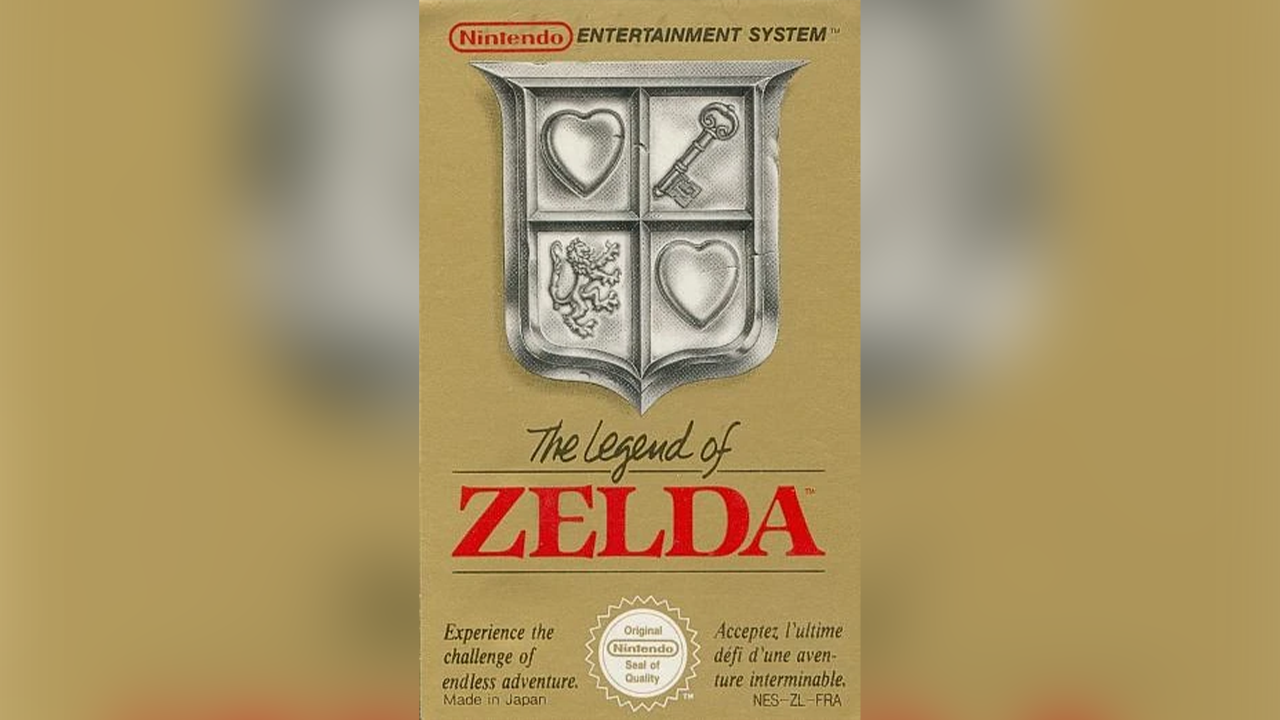 Nintendo ENTERTAINMENT SYSTEM™
The Legend of
ZELDA™
Experience the
challenge of
endless adventure.
Made in Japan
Original
Nintendo
Seal of
Quality
™
Acceptez l'ultime
défi d'une aven-
ture interminable.
NES-ZL-FRA